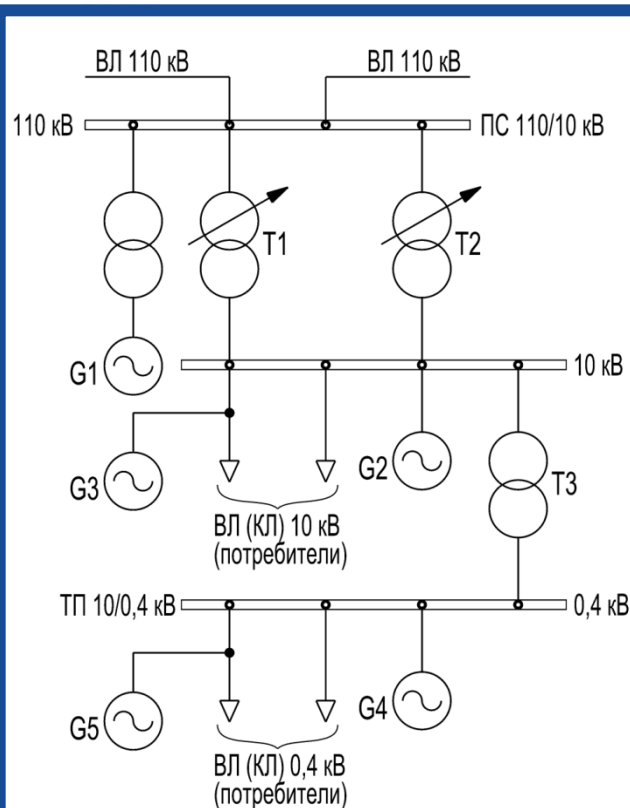 ВЛ 110 кВ
ВЛ 110 кВ
110 кВ
ПС 110/10 кВ
Т1
Т2
G1
10 кВ
G3
G2
Т3
ВЛ (КЛ) 10 кВ
(потребители)
ТП 10/0,4 кВ
0,4 кВ
G5
G4
ВЛ (КЛ) 0,4 кВ
(потребители)